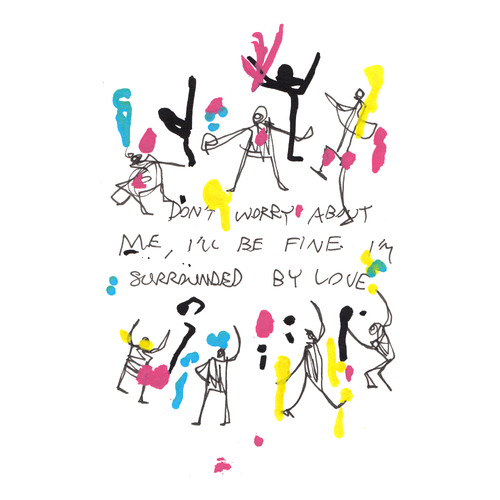 DON'T WORRY ABOUT
ME, I'LL BE FINE I'M
SURROUNDED BY LOVE